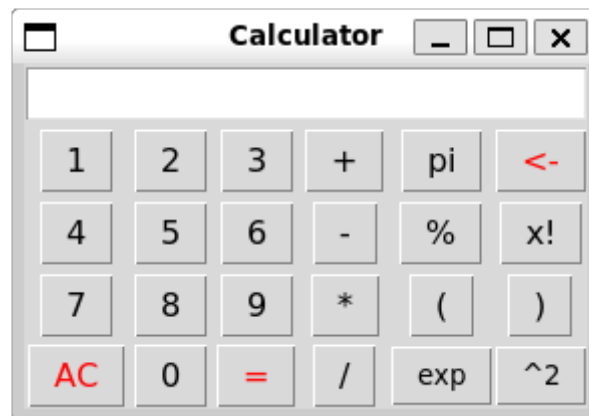 Calculator
1 2 3 + pi <-
4 5 6 - % x!
7 8 9 * ( )
AC 0 = / exp ^2